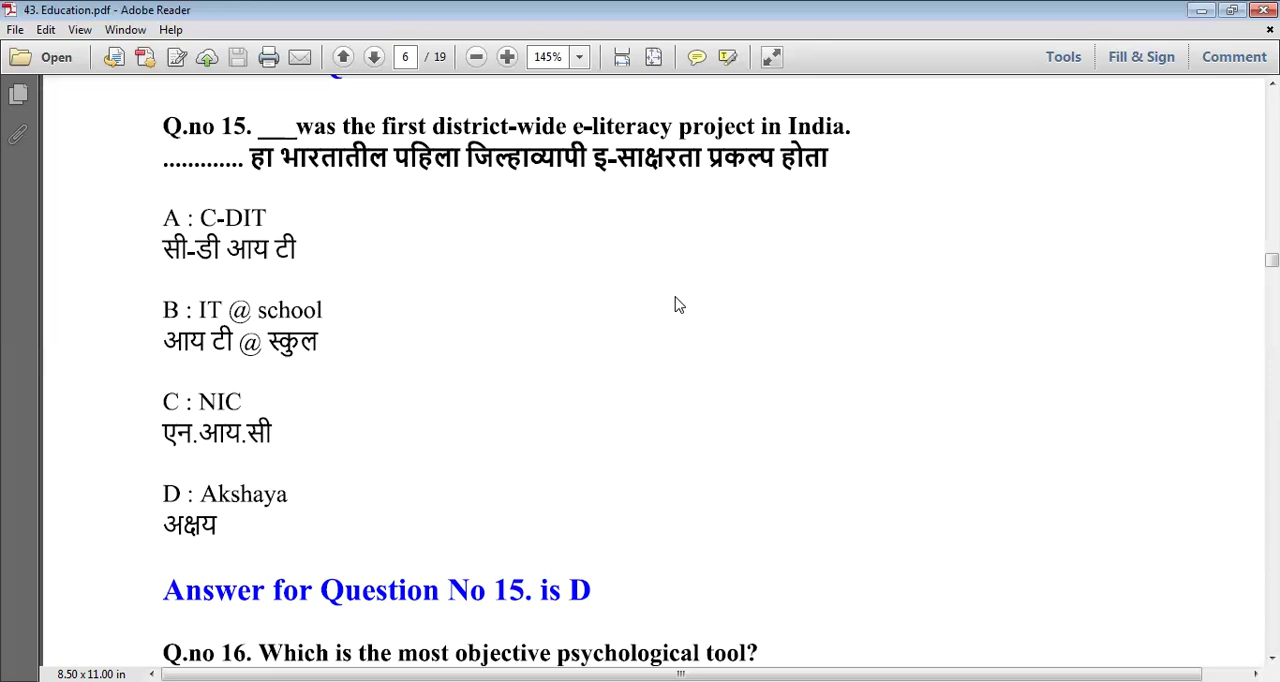 43. Education.pdf - Adobe Reader
File Edit View Window Help
Open 6 / 19 145% Tools Fill & Sign Comment
Q.no 15. ___was the first district-wide e-literacy project in India.
............. हा भारतातील पहिला जिल्हाव्यापी इ-साक्षरता प्रकल्प होता
A : C-DIT
सी-डी आय टी
B : IT @ school
आय टी @ स्कुल
C : NIC
एन.आय.सी
D : Akshaya
अक्षय
Answer for Question No 15. is D
Q.no 16. Which is the most objective psychological tool?
8.50 x 11.00 in